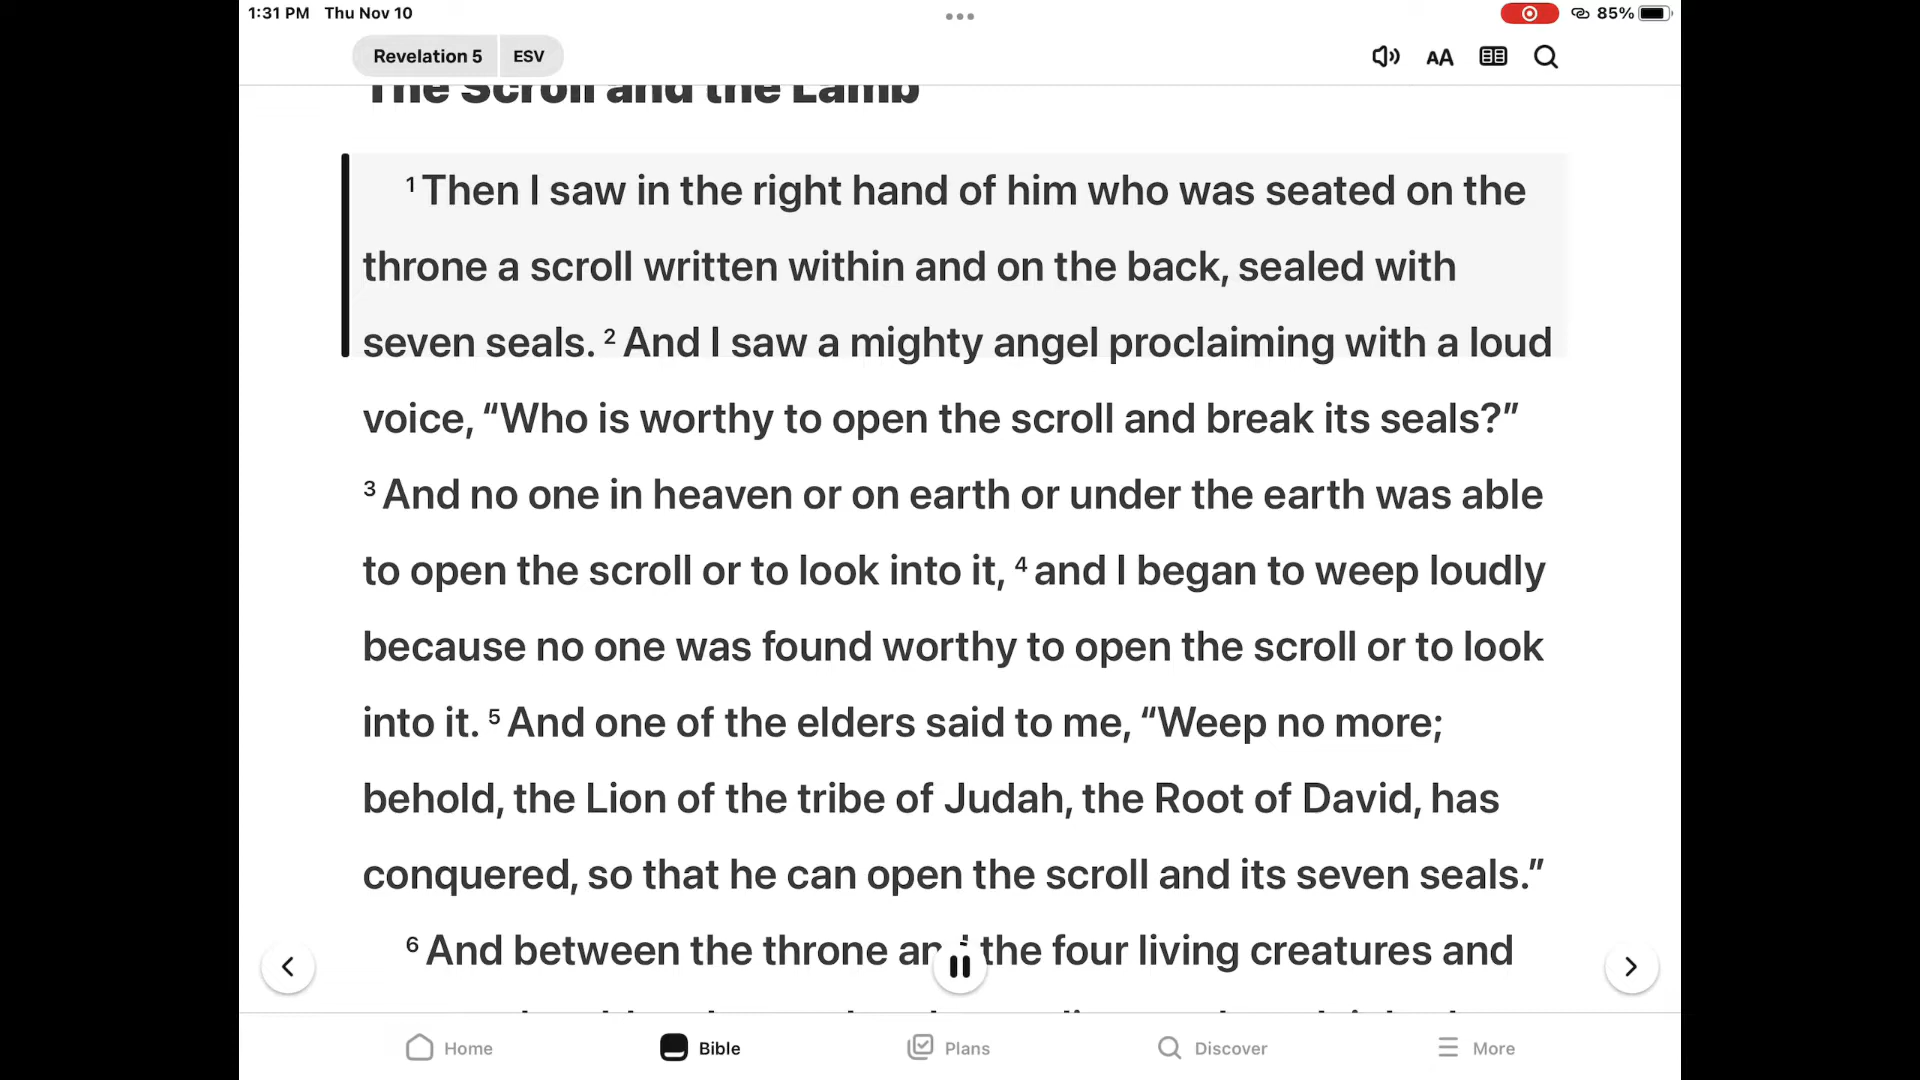 1:31 PM Thu Nov 10
85%
Revelation 5 ESV
AA
The Scroll and the Lamb
1 Then I saw in the right hand of him who was seated on the
throne a scroll written within and on the back, sealed with
seven seals. 2 And I saw a mighty angel proclaiming with a loud
voice, “Who is worthy to open the scroll and break its seals?”
3 And no one in heaven or on earth or under the earth was able
to open the scroll or to look into it, 4 and I began to weep loudly
because no one was found worthy to open the scroll or to look
into it. 5 And one of the elders said to me, “Weep no more;
behold, the Lion of the tribe of Judah, the Root of David, has
conquered, so that he can open the scroll and its seven seals.”
6 And between the throne and the four living creatures and
Home Bible Plans Discover More